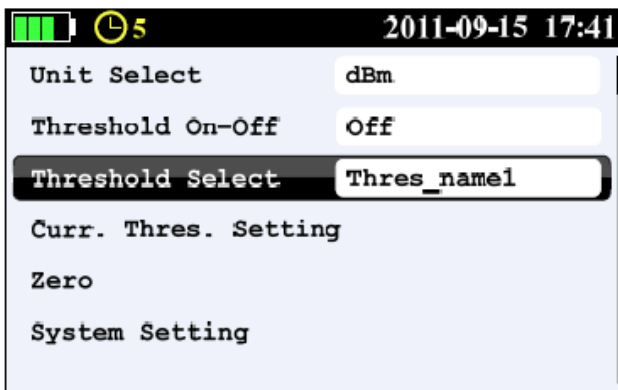 5 2011-09-15 17:41
Unit Select dBm
Threshold On-Off Off
Threshold Select Thres_name1
Curr. Thres. Setting
Zero
System Setting